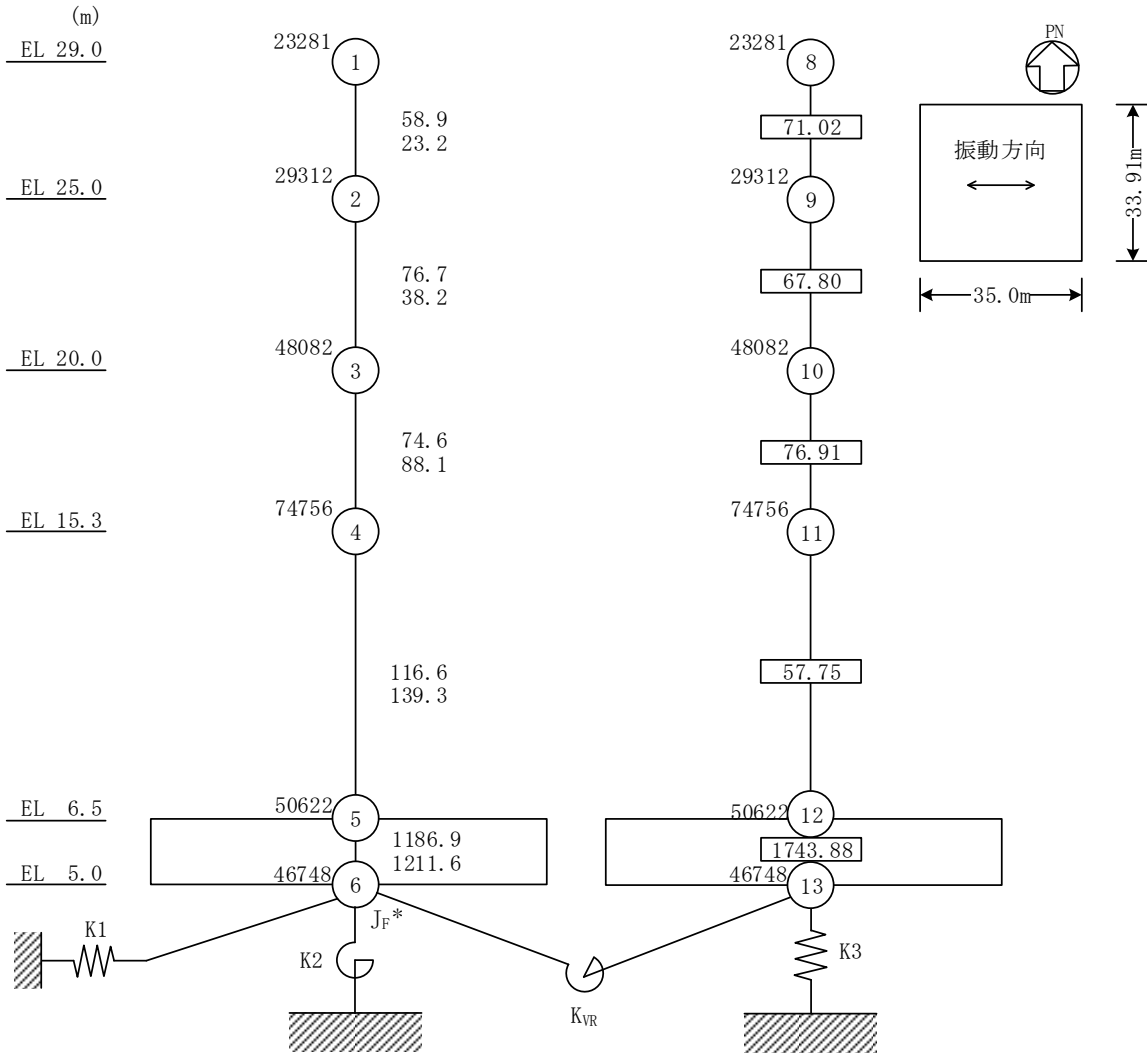 (m)
EL 29.0
EL 25.0
EL 20.0
EL 15.3
EL 6.5
EL 5.0
23281
1
58.9
23.2
29312
2
76.7
38.2
48082
3
74.6
88.1
74756
4
116.6
139.3
50622
5
1186.9
1211.6
46748
6
J_F*
K1
K2
K_VR
23281
8
71.02
29312
9
67.80
48082
10
76.91
74756
11
57.75
50622
12
1743.88
46748
13
K3
PN
振動方向
33.91m
35.0m